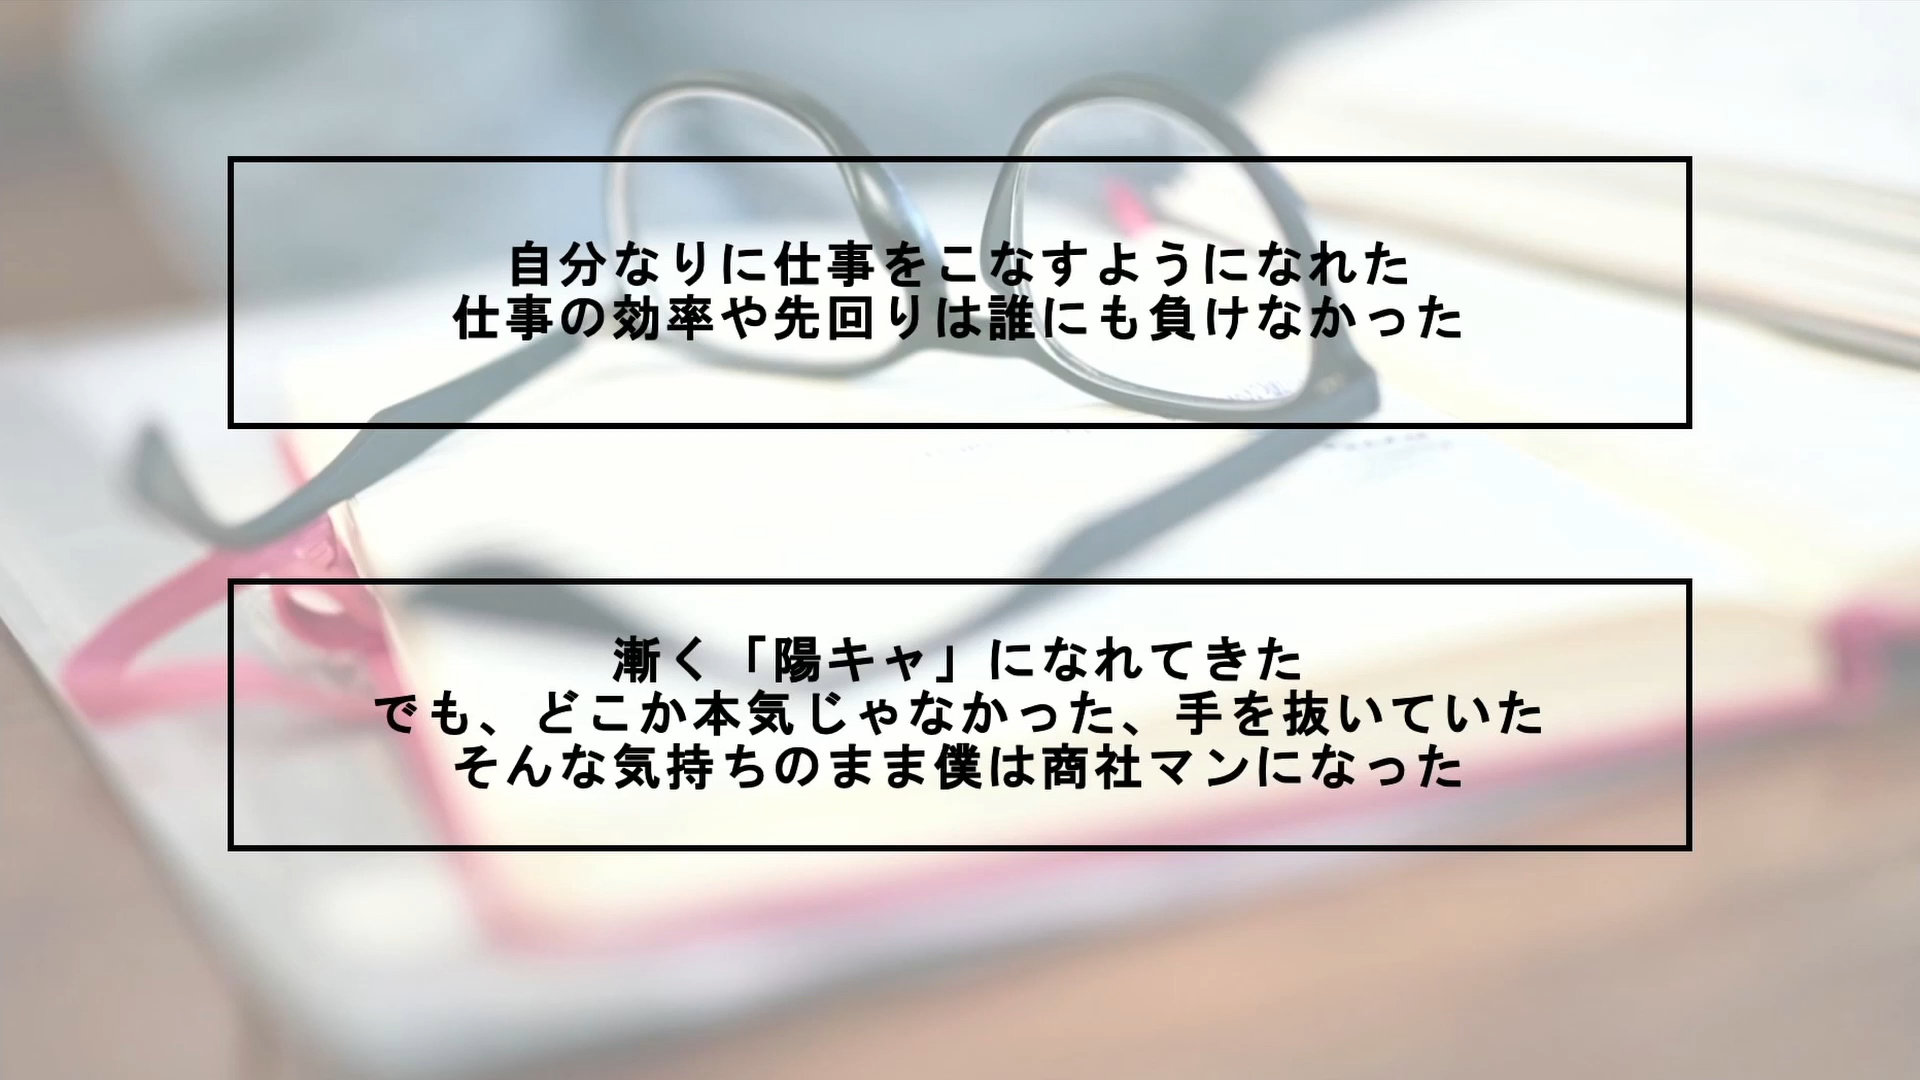 自分なりに仕事をこなすようになれた
仕事の効率や先回りは誰にも負けなかった
漸く「陽キャ」になれてきた
でも、どこか本気じゃなかった、手を抜いていた
そんな気持ちのまま僕は商社マンになった